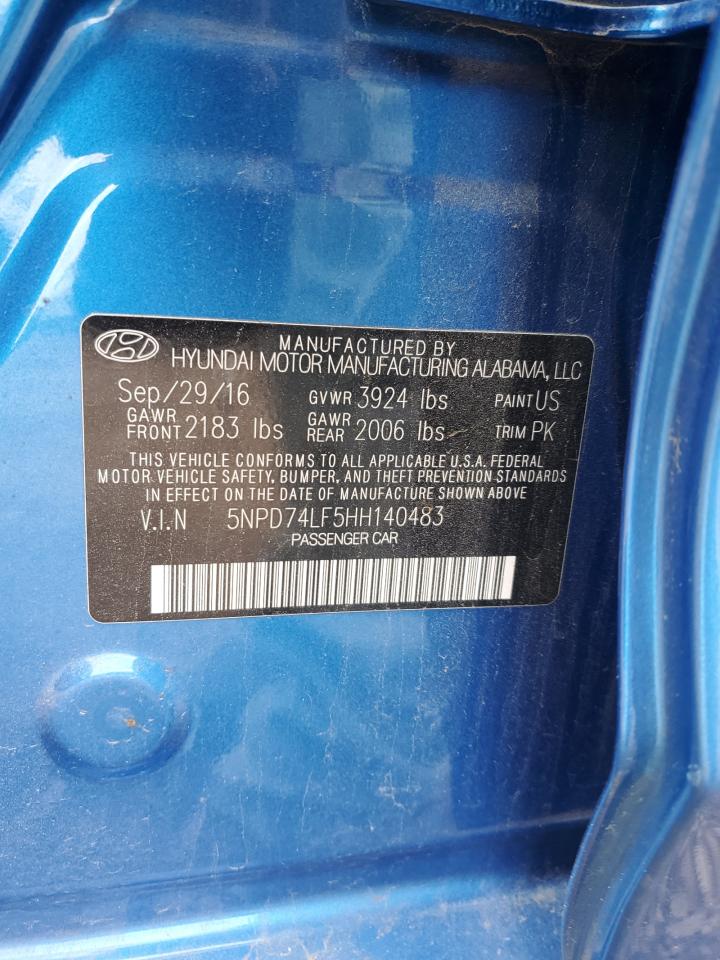 MANUFACTURED BY
HYUNDAI MOTOR MANUFACTURING ALABAMA, LLC
Sep/29/16 GVWR 3924 lbs PAINT US
GAWR FRONT 2183 lbs GAWR REAR 2006 lbs TRIM PK
THIS VEHICLE CONFORMS TO ALL APPLICABLE U.S.A. FEDERAL
MOTOR VEHICLE SAFETY, BUMPER, AND THEFT PREVENTION STANDARDS
IN EFFECT ON THE DATE OF MANUFACTURE SHOWN ABOVE
V.I.N 5NPD74LF5HH140483
PASSENGER CAR